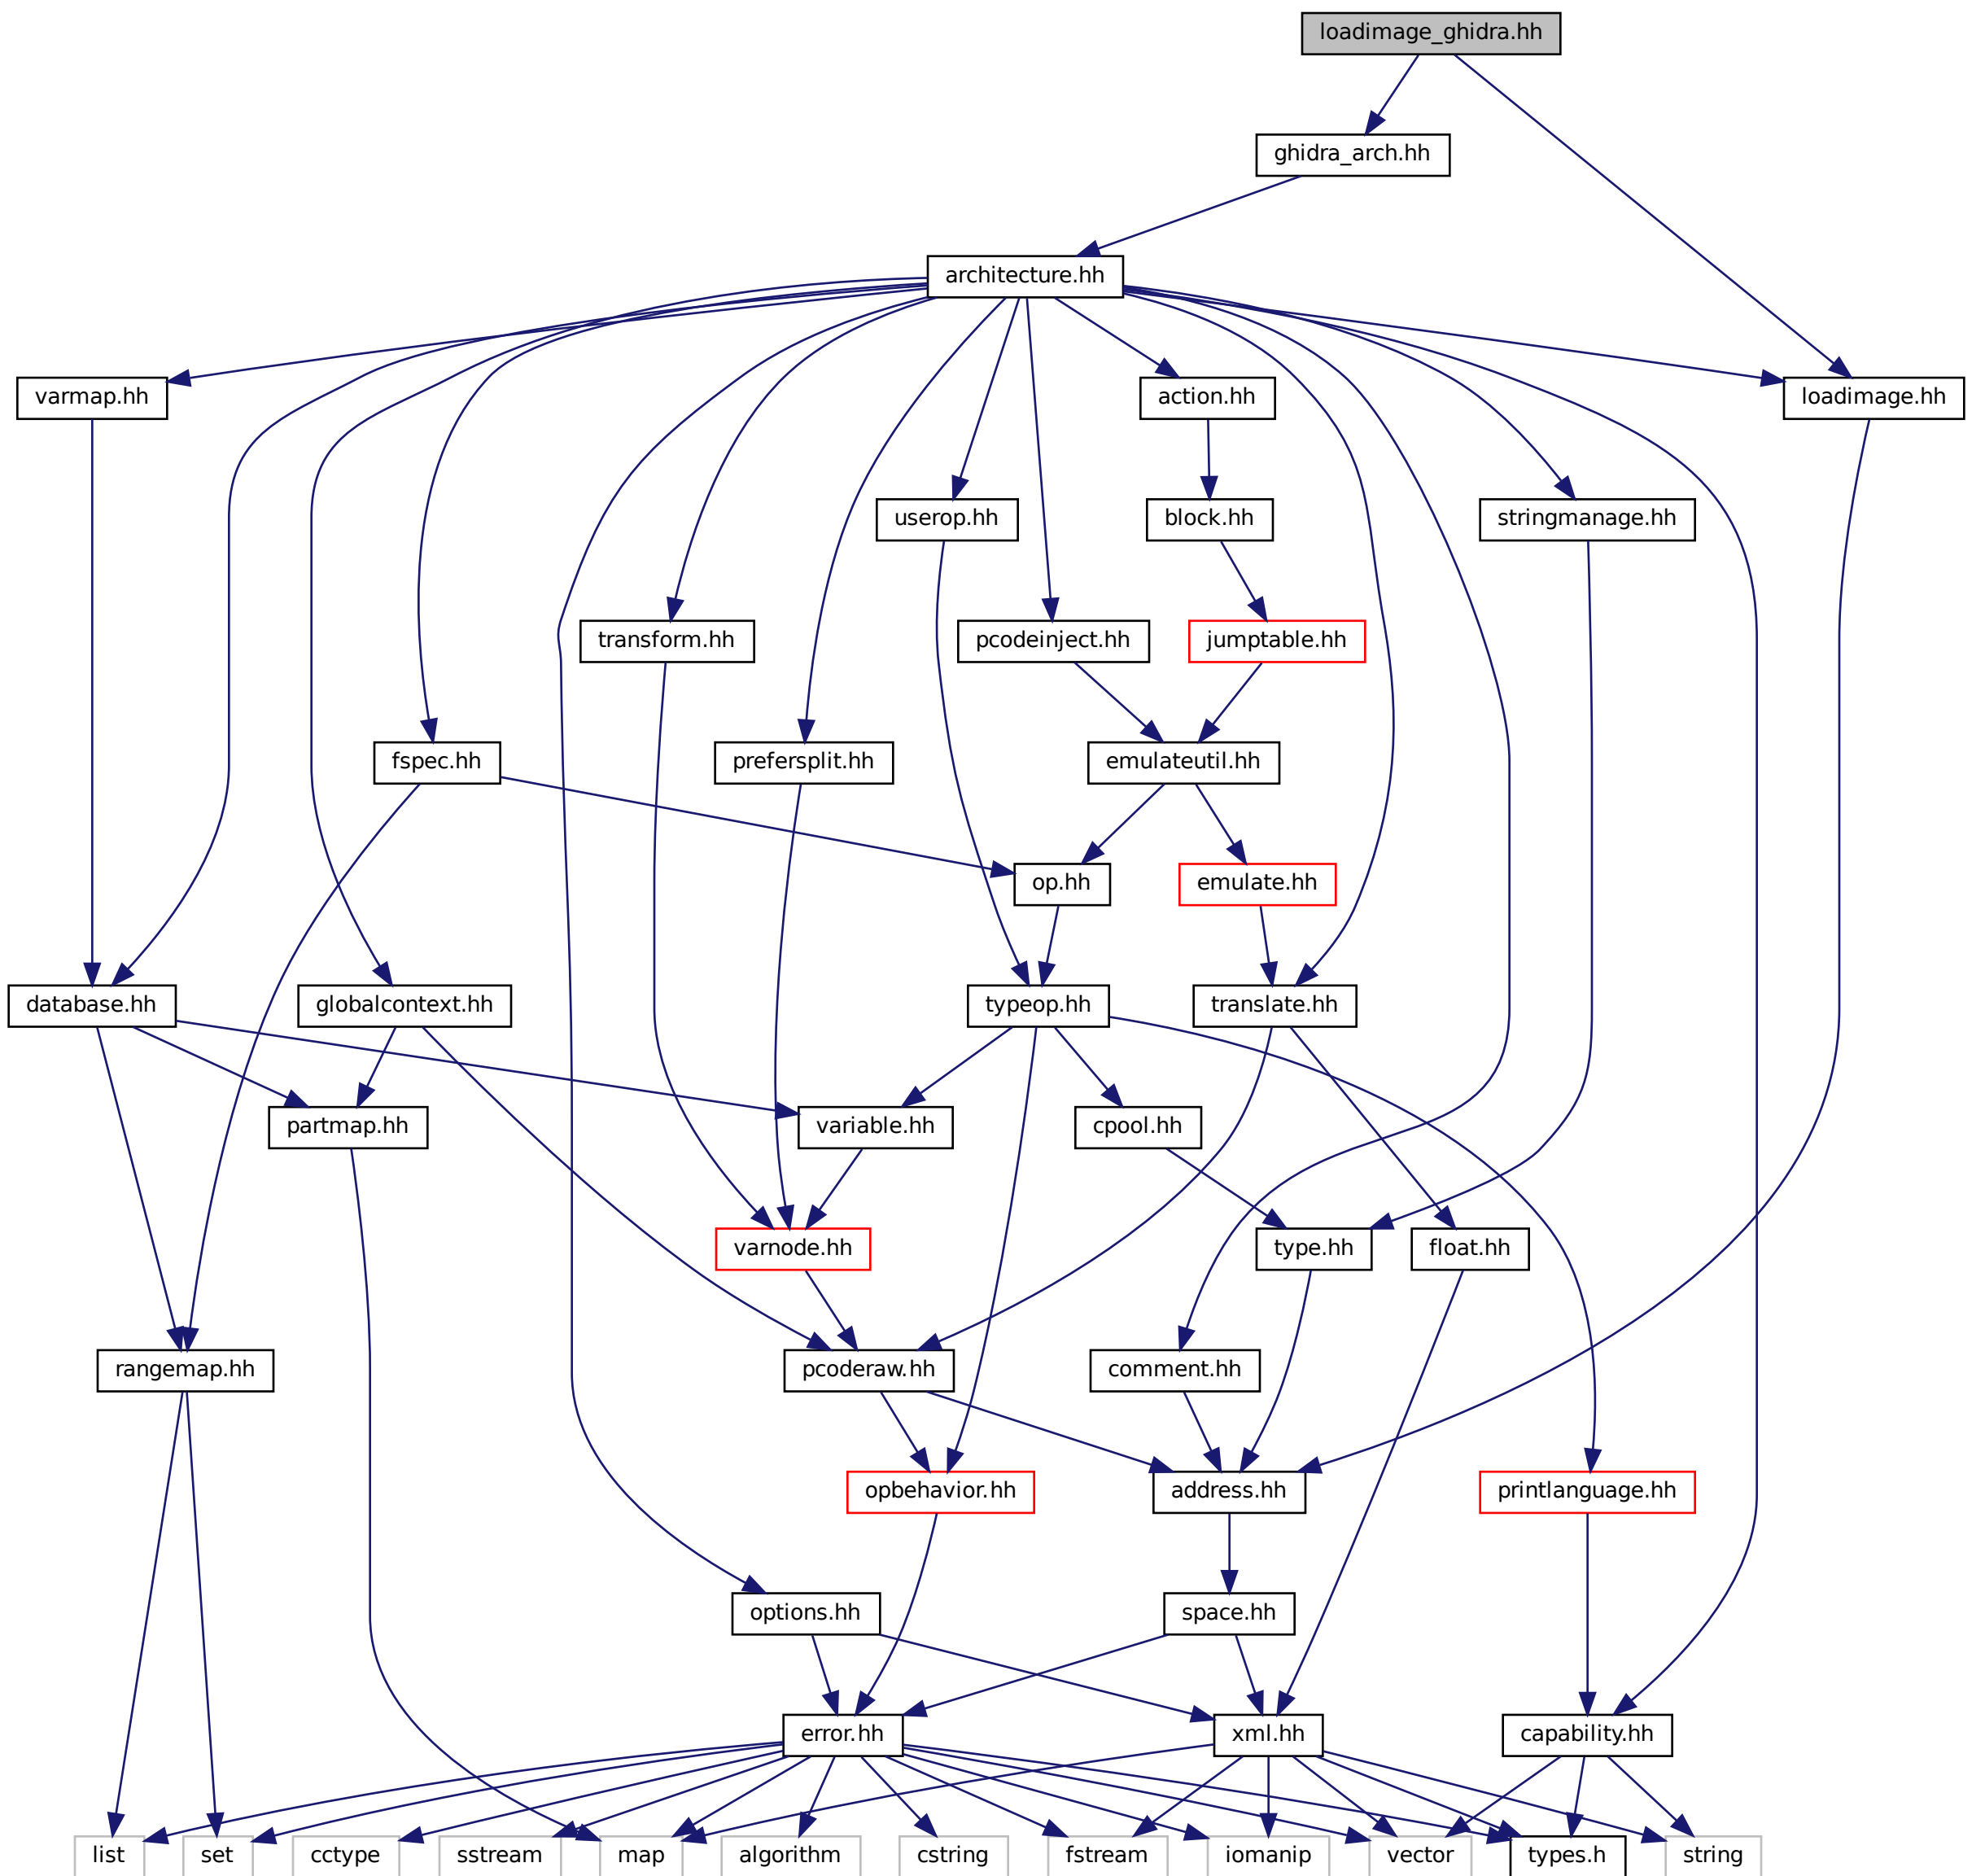 loadimage_ghidra.hh
ghidra_arch.hh
architecture.hh
varmap.hh
action.hh
loadimage.hh
userop.hh
block.hh
stringmanage.hh
transform.hh
pcodeinject.hh
jumptable.hh
fspec.hh
prefersplit.hh
emulateutil.hh
op.hh
emulate.hh
database.hh
globalcontext.hh
typeop.hh
translate.hh
partmap.hh
variable.hh
cpool.hh
varnode.hh
type.hh
float.hh
rangemap.hh
pcoderaw.hh
comment.hh
opbehavior.hh
address.hh
printlanguage.hh
options.hh
space.hh
error.hh
xml.hh
capability.hh
list
set
cctype
sstream
map
algorithm
cstring
fstream
iomanip
vector
types.h
string